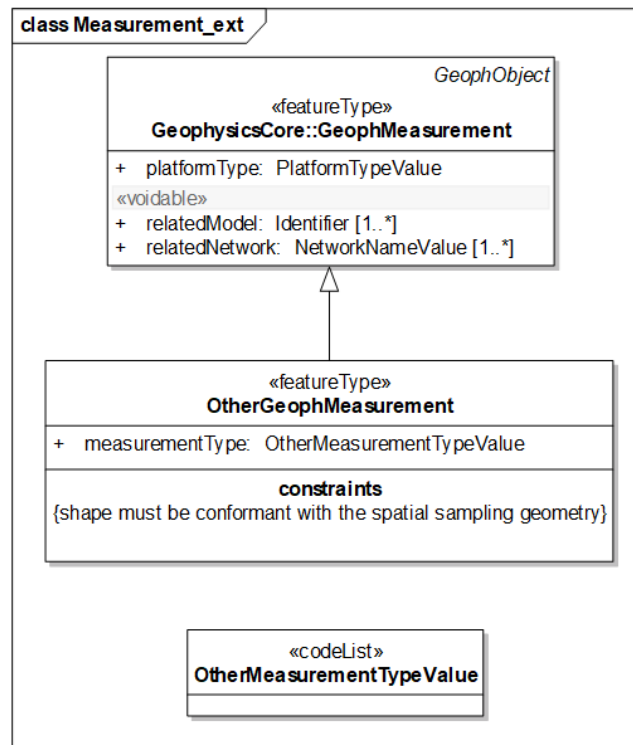 class Measurement_ext
GeophObject
«featureType»
GeophysicsCore::GeophMeasurement
+ platformType: PlatformTypeValue
«voidable»
+ relatedModel: Identifier [1..*]
+ relatedNetwork: NetworkNameValue [1..*]
«featureType»
OtherGeophMeasurement
+ measurementType: OtherMeasurementTypeValue
constraints
{shape must be conformant with the spatial sampling geometry}
«codeList»
OtherMeasurementTypeValue